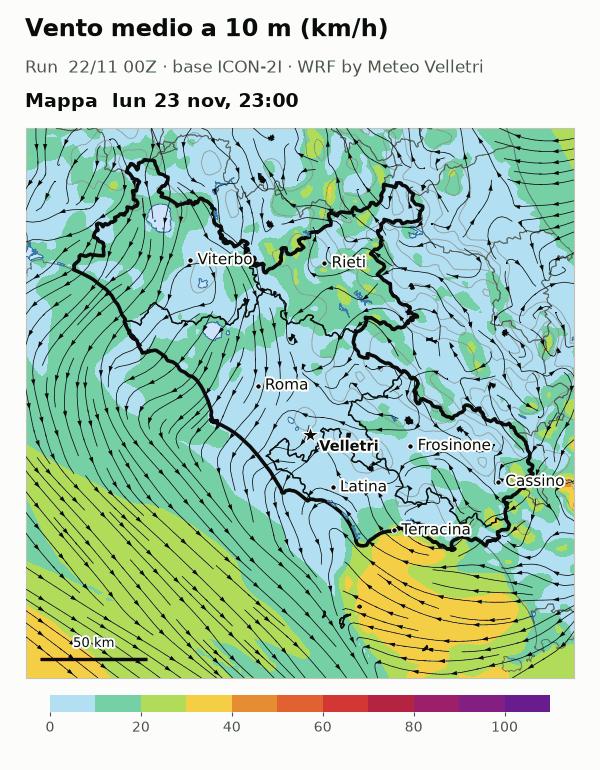 Vento medio a 10 m (km/h)
Run  22/11 00Z · base ICON-2I · WRF by Meteo Velletri
Mappa  lun 23 nov, 23:00
Viterbo
Rieti
Roma
Velletri
Frosinone
Cassino
Latina
Terracina
50 km
0 20 40 60 80 100